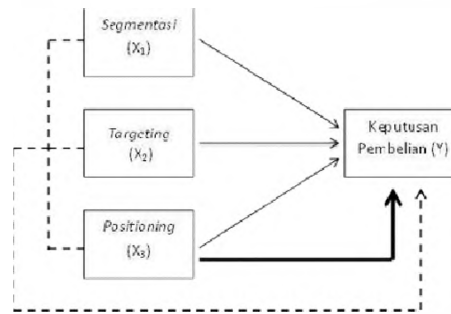 Segmentasi
(X₁)
Targeting
(X₂)
Keputusan
Pembelian (Y)
Positioning
(X₃)